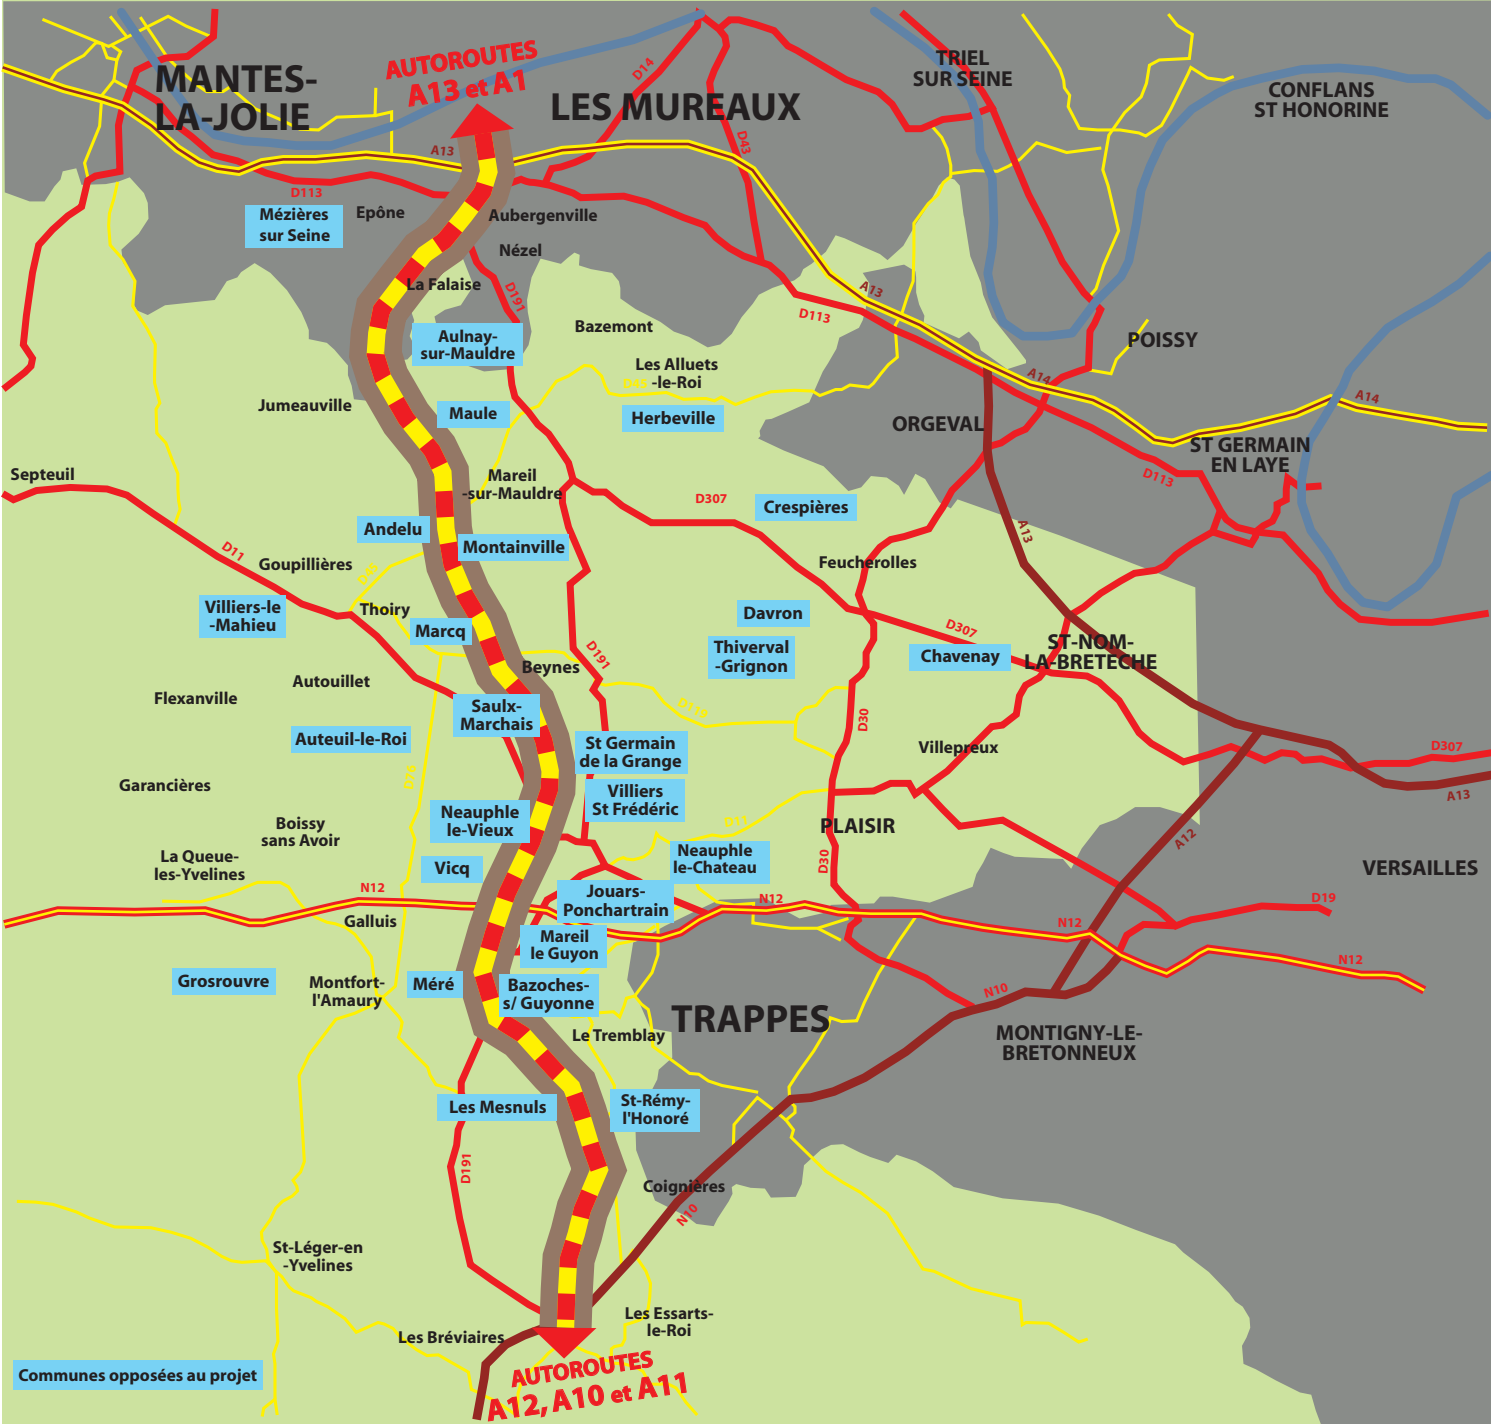 AUTOROUTES
A13 et A1
MANTES-
LA-JOLIE
LES MUREAUX
TRIEL
SUR SEINE
CONFLANS
ST HONORINE
D14
D43
A13
D113
Mézières
sur Seine
Epône
Aubergenville
Nézel
La Falaise
D191
Aulnay-
sur-Mauldre
Bazemont
D113
A13
POISSY
Les Alluets
-le-Roi
D45
Herbeville
A14
A14
Jumeauville
Maule
ORGEVAL
ST GERMAIN
EN LAYE
D113
Septeuil
Mareil
-sur-Mauldre
D307
Crespières
A13
Andelu
Montainville
D11
Goupillières
D45
Feucherolles
Villiers-le
-Mahieu
Thoiry
Marcq
Davron
D307
Thiverval
-Grignon
Chavenay
ST-NOM-
LA-BRETECHE
D191
Beynes
Autouillet
Flexanville
Saulx-
Marchais
D119
D30
Auteuil-le-Roi
St Germain
de la Grange
Villepreux
D307
Garancières
D76
Villiers
St Frédéric
A13
Neauphle
le-Vieux
Boissy
sans Avoir
D11
PLAISIR
A12
La Queue-
les-Yvelines
Vicq
Neauphle
le-Chateau
D30
VERSAILLES
N12
Jouars-
Ponchartrain
N12
D19
Galluis
N12
Mareil
le Guyon
N12
Grosrouvre
Montfort-
l'Amaury
Méré
Bazoches-
s/ Guyonne
N10
TRAPPES
Le Tremblay
MONTIGNY-LE-
BRETONNEUX
Les Mesnuls
St-Rémy-
l'Honoré
D191
Coignières
N10
St-Léger-en
-Yvelines
Les Essarts-
le-Roi
Les Bréviaires
Communes opposées au projet
AUTOROUTES
A12, A10 et A11